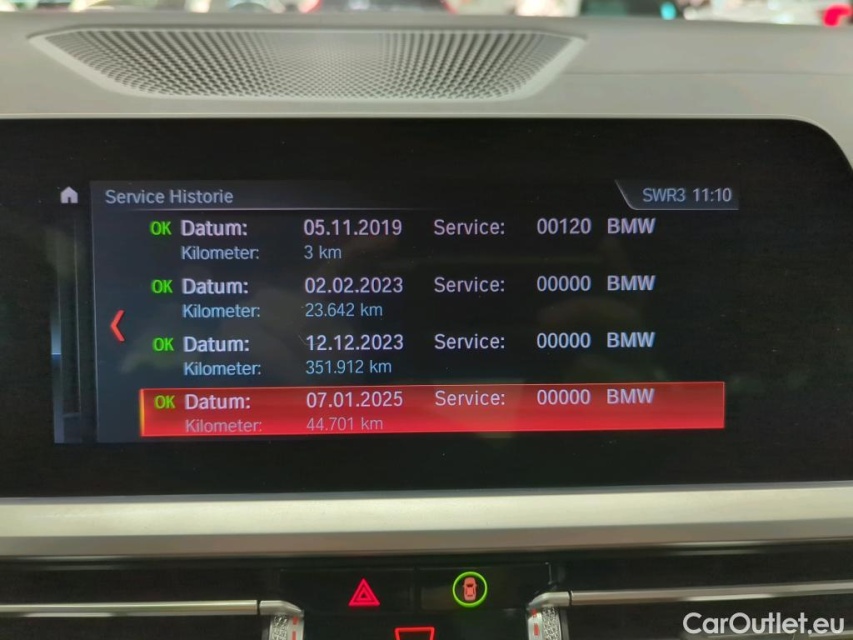 Service Historie
SWR3 11:10
OK Datum: 05.11.2019 Service: 00120 BMW
Kilometer: 3 km
OK Datum: 02.02.2023 Service: 00000 BMW
Kilometer: 23.642 km
OK Datum: 12.12.2023 Service: 00000 BMW
Kilometer: 351.912 km
OK Datum: 07.01.2025 Service: 00000 BMW
Kilometer: 44.701 km
CarOutlet.eu